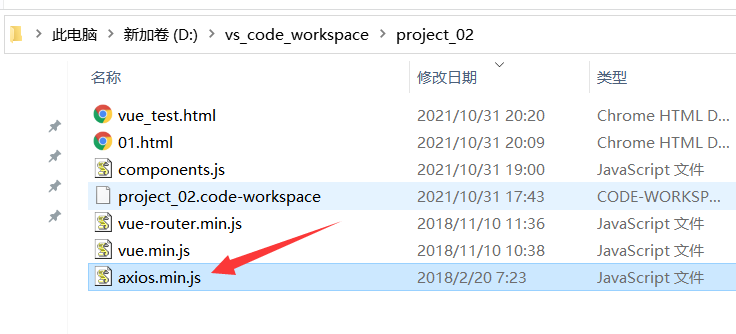 此电脑 > 新加卷 (D:) > vs_code_workspace > project_02
名称 修改日期 类型
vue_test.html 2021/10/31 20:20 Chrome HTML D...
01.html 2021/10/31 20:09 Chrome HTML D...
components.js 2021/10/31 19:00 JavaScript 文件
project_02.code-workspace 2021/10/31 17:43 CODE-WORKSP...
vue-router.min.js 2018/11/10 11:36 JavaScript 文件
vue.min.js 2018/11/10 10:38 JavaScript 文件
axios.min.js 2018/2/20 7:23 JavaScript 文件